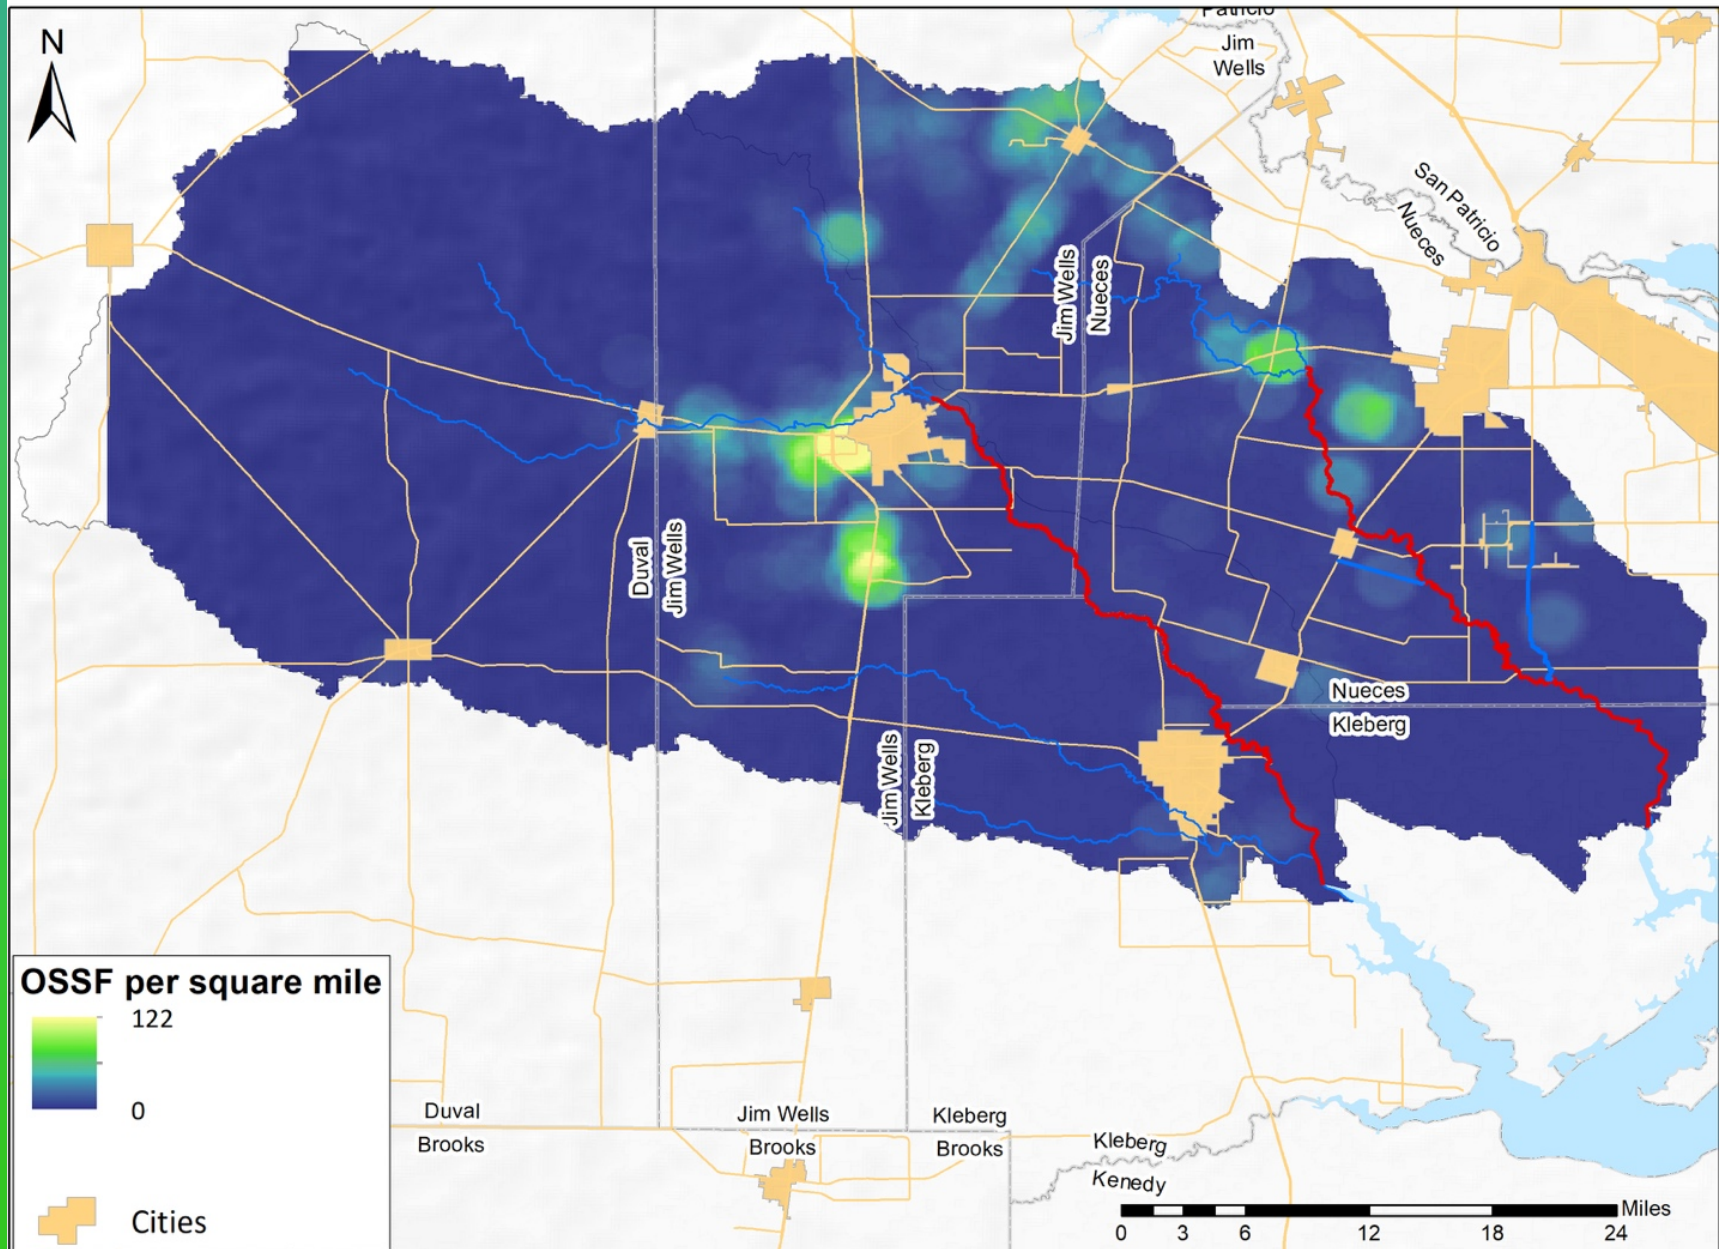 N
Patricio
Jim
Wells
San Patricio
Nueces
Jim Wells
Nueces
Duval
Jim Wells
Nueces
Kleberg
Jim Wells
Kleberg
OSSF per square mile
122
0
Cities
Duval
Brooks
Jim Wells
Brooks
Kleberg
Brooks
Kleberg
Kenedy
Miles
0 3 6 12 18 24